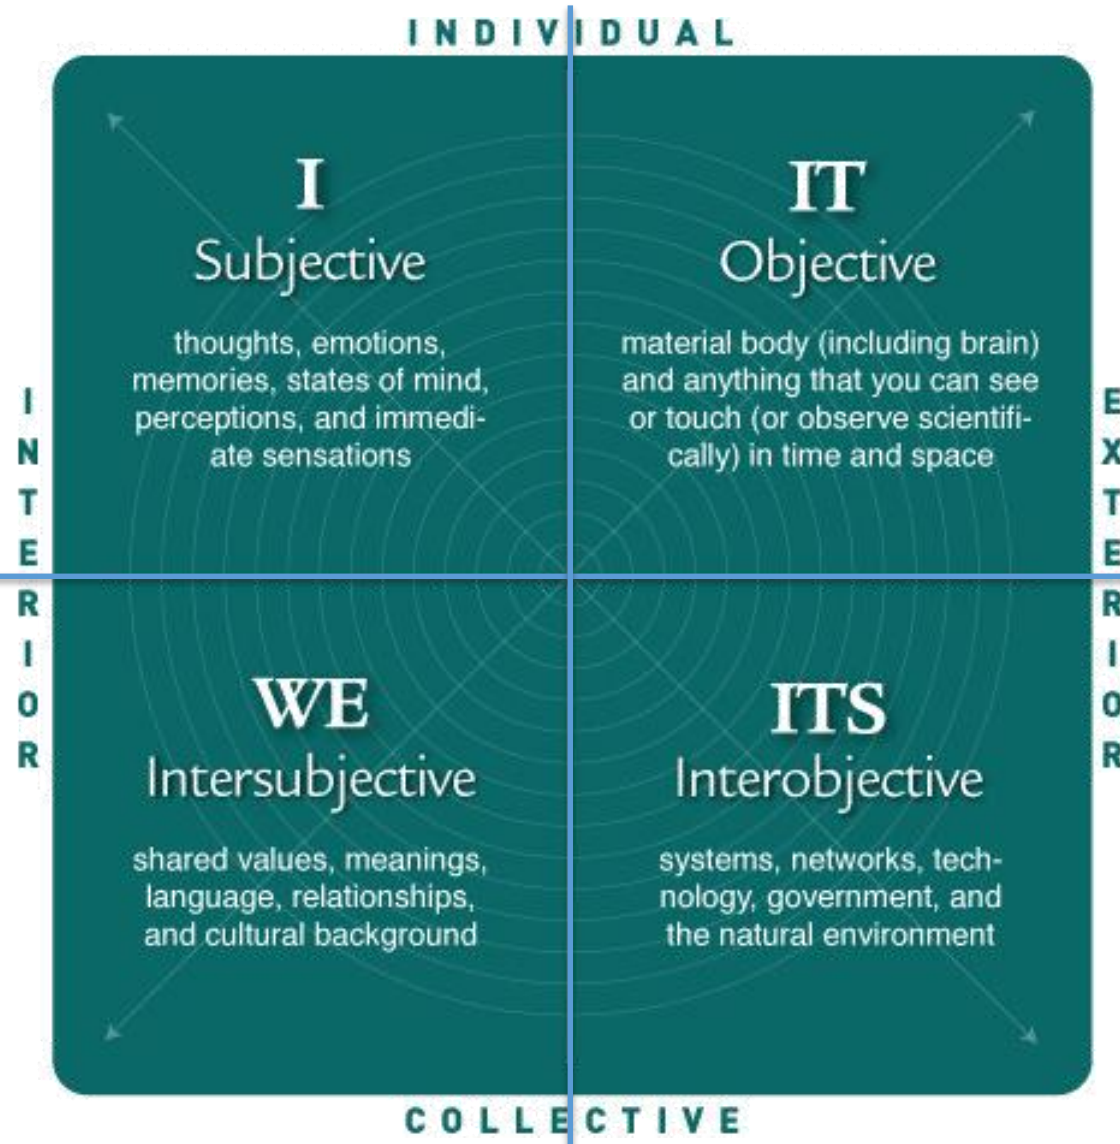 INDIVIDUAL
I
Subjective
thoughts, emotions,
memories, states of mind,
perceptions, and immedi-
ate sensations
IT
Objective
material body (including brain)
and anything that you can see
or touch (or observe scientifi-
cally) in time and space
INTERIOR
EXTERIOR
WE
Intersubjective
shared values, meanings,
language, relationships,
and cultural background
ITS
Interobjective
systems, networks, tech-
nology, government, and
the natural environment
COLLECTIVE